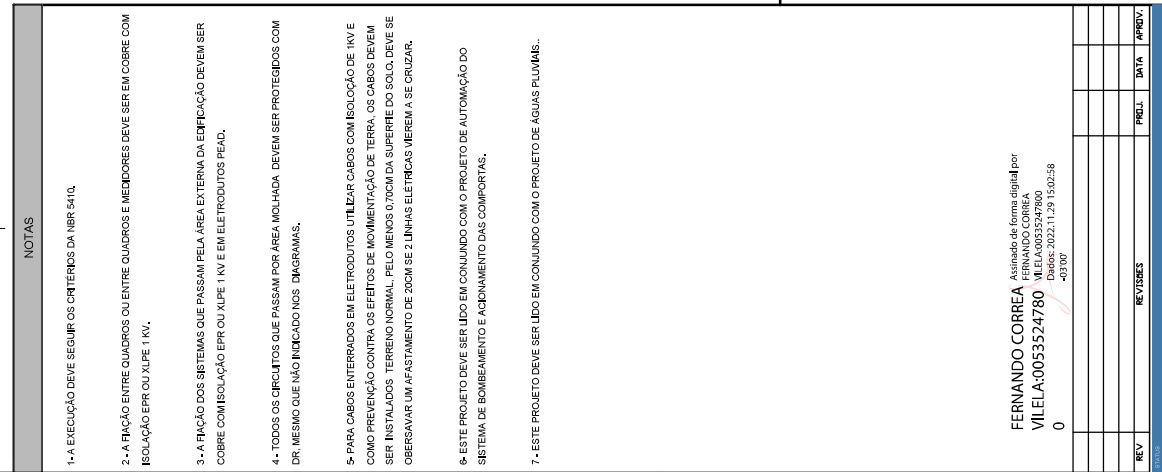 NOTAS
1- A EXECUÇÃO DEVE SEGUIR OS CRITÉRIOS DA NBR 5410.
2 - A FIAÇÃO ENTRE QUADROS OU ENTRE QUADROS E MEDIDORES DEVE SER EM COBRE COM
ISOLAÇÃO EPR OU XLPE 1 KV.
3 - A FIAÇÃO DOS SISTEMAS QUE PASSAM PELA ÁREA EXTERNA DA EDIFICAÇÃO DEVEM SER
COBRE COM ISOLAÇÃO EPR OU XLPE 1 KV E EM ELETRODUTOS PEAD.
4 - TODOS OS CIRCUITOS QUE PASSAM POR ÁREA MOLHADA DEVEM SER PROTEGIDOS COM
DR, MESMO QUE NÃO INDICADO NOS DIAGRAMAS.
5- PARA CABOS ENTERRADOS EM ELETRODUTOS UTILIZAR CABOS COM ISOLOÇÃO DE 1KV E
COMO PREVENÇÃO CONTRA OS EFEITOS DE MOVIMENTAÇÃO DE TERRA, OS CABOS DEVEM
SER INSTALADOS TERRENO NORMAL, PELO MENOS 0,70CM DA SUPERFIE DO SOLO. DEVE SE
OBERSAVAR UM AFASTAMENTO DE 20CM SE 2 LINHAS ELÉTRICAS VIEREM A SE CRUZAR.
6- ESTE PROJETO DEVE SER LIDO EM CONJUNDO COM O PROJETO DE AUTOMAÇÃO DO
SISTEMA DE BOMBEAMENTO E ACIONAMENTO DAS COMPORTAS.
7 - ESTE PROJETO DEVE SER LIDO EM CONJUNDO COM O PROJETO DE ÁGUAS PLUVIAIS..
FERNANDO CORREA
VILELA:0053524780
0
Assinado de forma digital por
FERNANDO CORREA
VILELA:00535247800
Dados: 2022.11.29 15:02:58
-03'00'
REV REVISÕES PROJ. DATA APROV.
STATUS